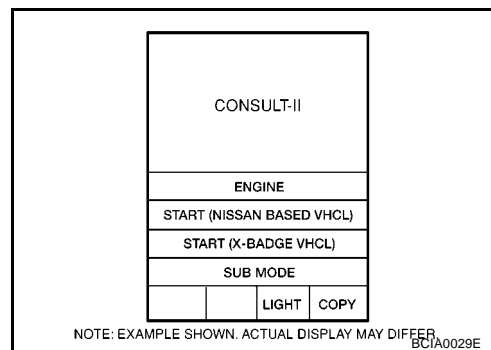 CONSULT-II
ENGINE
START (NISSAN BASED VHCL)
START (X-BADGE VHCL)
SUB MODE
LIGHT COPY
NOTE: EXAMPLE SHOWN. ACTUAL DISPLAY MAY DIFFER.
BCIA0029E